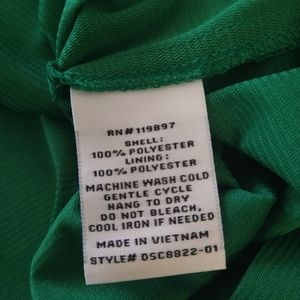 RN# 119897
SHELL:
100% POLYESTER
LINING:
100% POLYESTER
MACHINE WASH COLD
GENTLE CYCLE
HANG TO DRY
DO NOT BLEACH,
COOL IRON IF NEEDED
MADE IN VIETNAM
STYLE# DSC8822-01